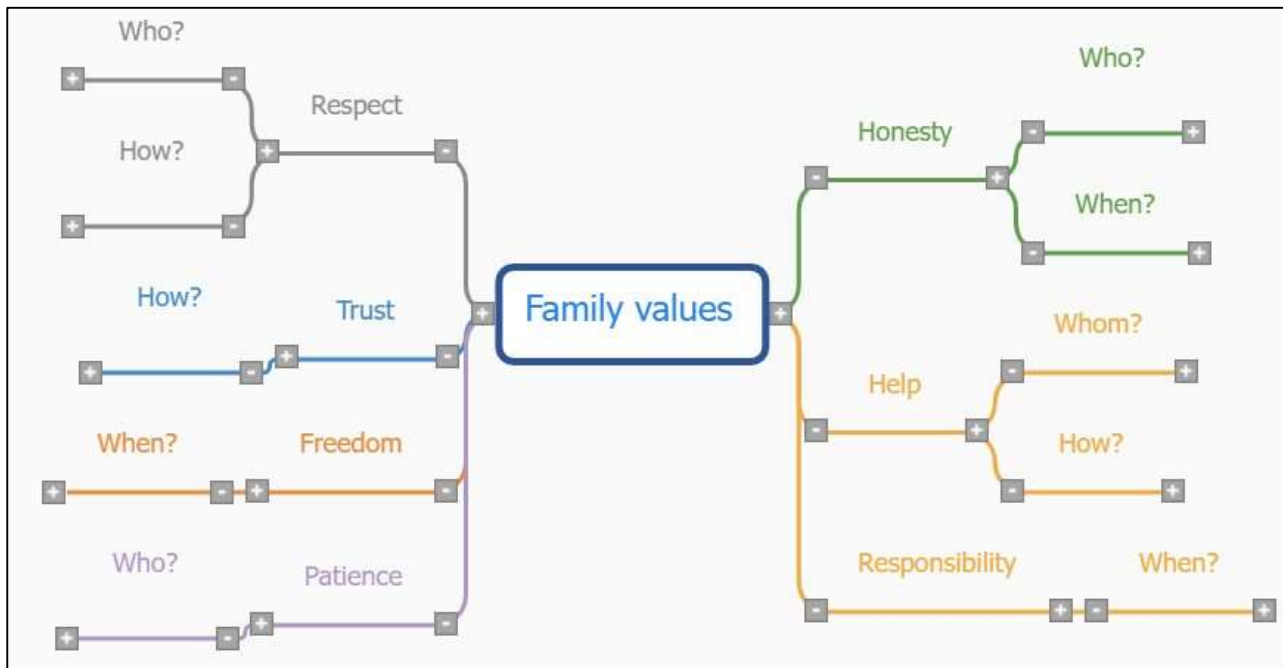 Family values
Respect
Who?
How?
Trust
How?
Freedom
When?
Patience
Who?
Honesty
Who?
When?
Help
Whom?
How?
Responsibility
When?